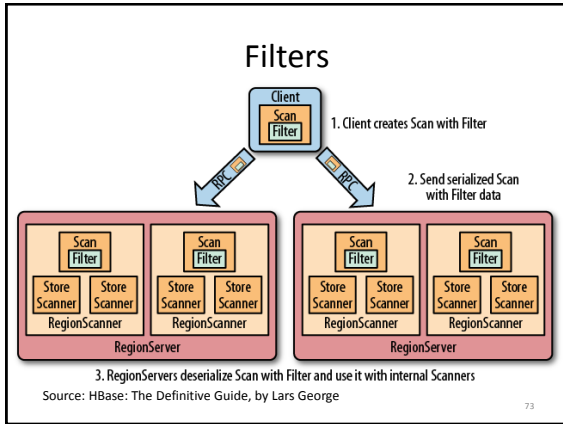 Filters
Client
Scan
Filter
1. Client creates Scan with Filter
RPC
RPC
2. Send serialized Scan
with Filter data
Scan
Filter
Store
Scanner
Store
Scanner
RegionScanner
Scan
Filter
Store
Scanner
Store
Scanner
RegionScanner
RegionServer
Scan
Filter
Store
Scanner
Store
Scanner
RegionScanner
Scan
Filter
Store
Scanner
Store
Scanner
RegionScanner
RegionServer
3. RegionServers deserialize Scan with Filter and use it with internal Scanners
Source: HBase: The Definitive Guide, by Lars George
73